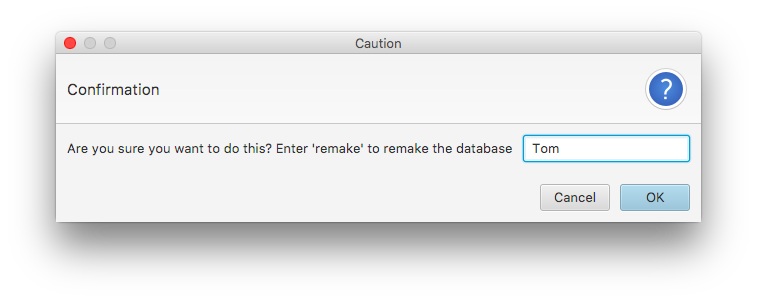 Caution
Confirmation
?
Are you sure you want to do this? Enter 'remake' to remake the database Tom
Cancel OK